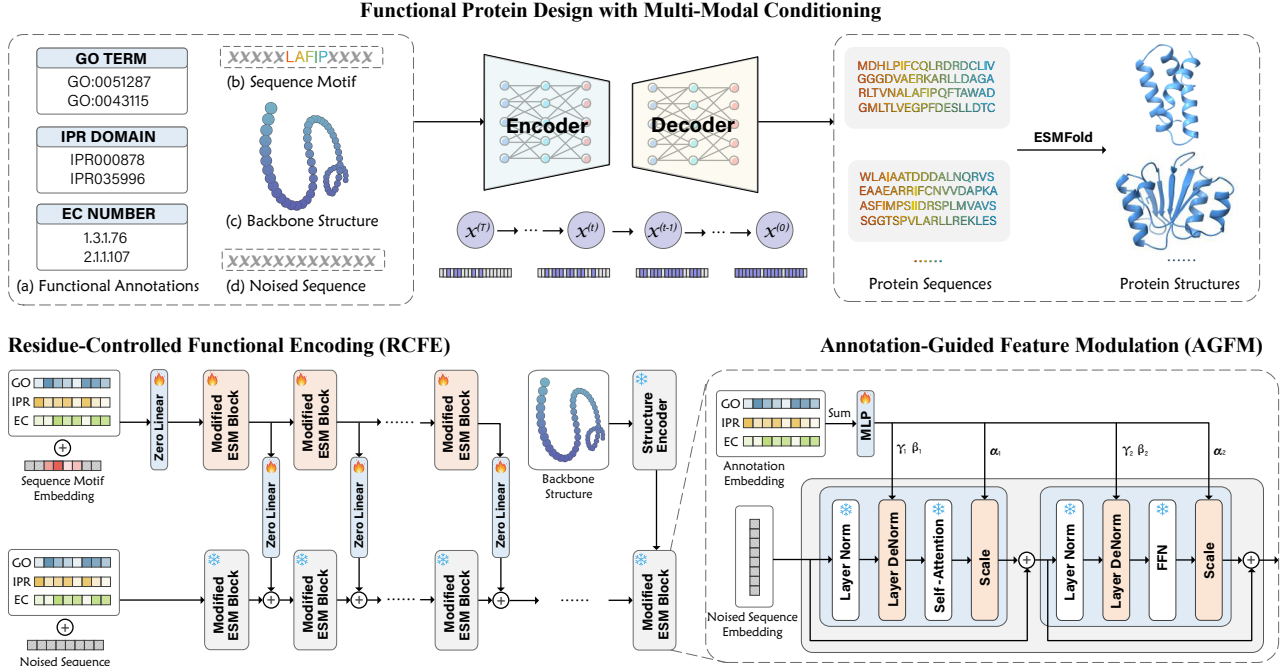 Functional Protein Design with Multi-Modal Conditioning
GO TERM
GO:0051287
GO:0043115
IPR DOMAIN
IPR000878
IPR035996
EC NUMBER
1.3.1.76
2.1.1.107
(a) Functional Annotations
XXXXXLAFIPXXXX
(b) Sequence Motif
(c) Backbone Structure
XXXXXXXXXXXXXX
(d) Noised Sequence
Encoder
Decoder
x(T)
...
x(t)
x(t-1)
...
x(0)
MDHLPIFCQLRDRDCLIV
GGGDVAERKARLLDAGA
RLTVNALAFIPQFTAWAD
GMLTLVEGPFDESLLDTC
WLAIAATDDDALNQRVS
EAAEARRIFCNVVDAPKA
ASFIMPSIIDRSPLMVAVS
SGGTSPVLARLLREKLES
......
Protein Sequences
ESMFold
......
Protein Structures
Residue-Controlled Functional Encoding (RCFE)
GO
IPR
EC
Sequence Motif
Embedding
Zero Linear
Modified
ESM Block
Modified
ESM Block
......
Modified
ESM Block
Zero Linear
Zero Linear
Zero Linear
Backbone
Structure
Structure
Encoder
GO
IPR
EC
Noised Sequence
Modified
ESM Block
Modified
ESM Block
......
Modified
ESM Block
......
Modified
ESM Block
Annotation-Guided Feature Modulation (AGFM)
GO
IPR
EC
Annotation
Embedding
Sum
MLP
γ1 β1
α1
γ2 β2
α2
Noised Sequence
Embedding
Layer Norm
Layer DeNorm
Self-Attention
Scale
Layer Norm
Layer DeNorm
FFN
Scale